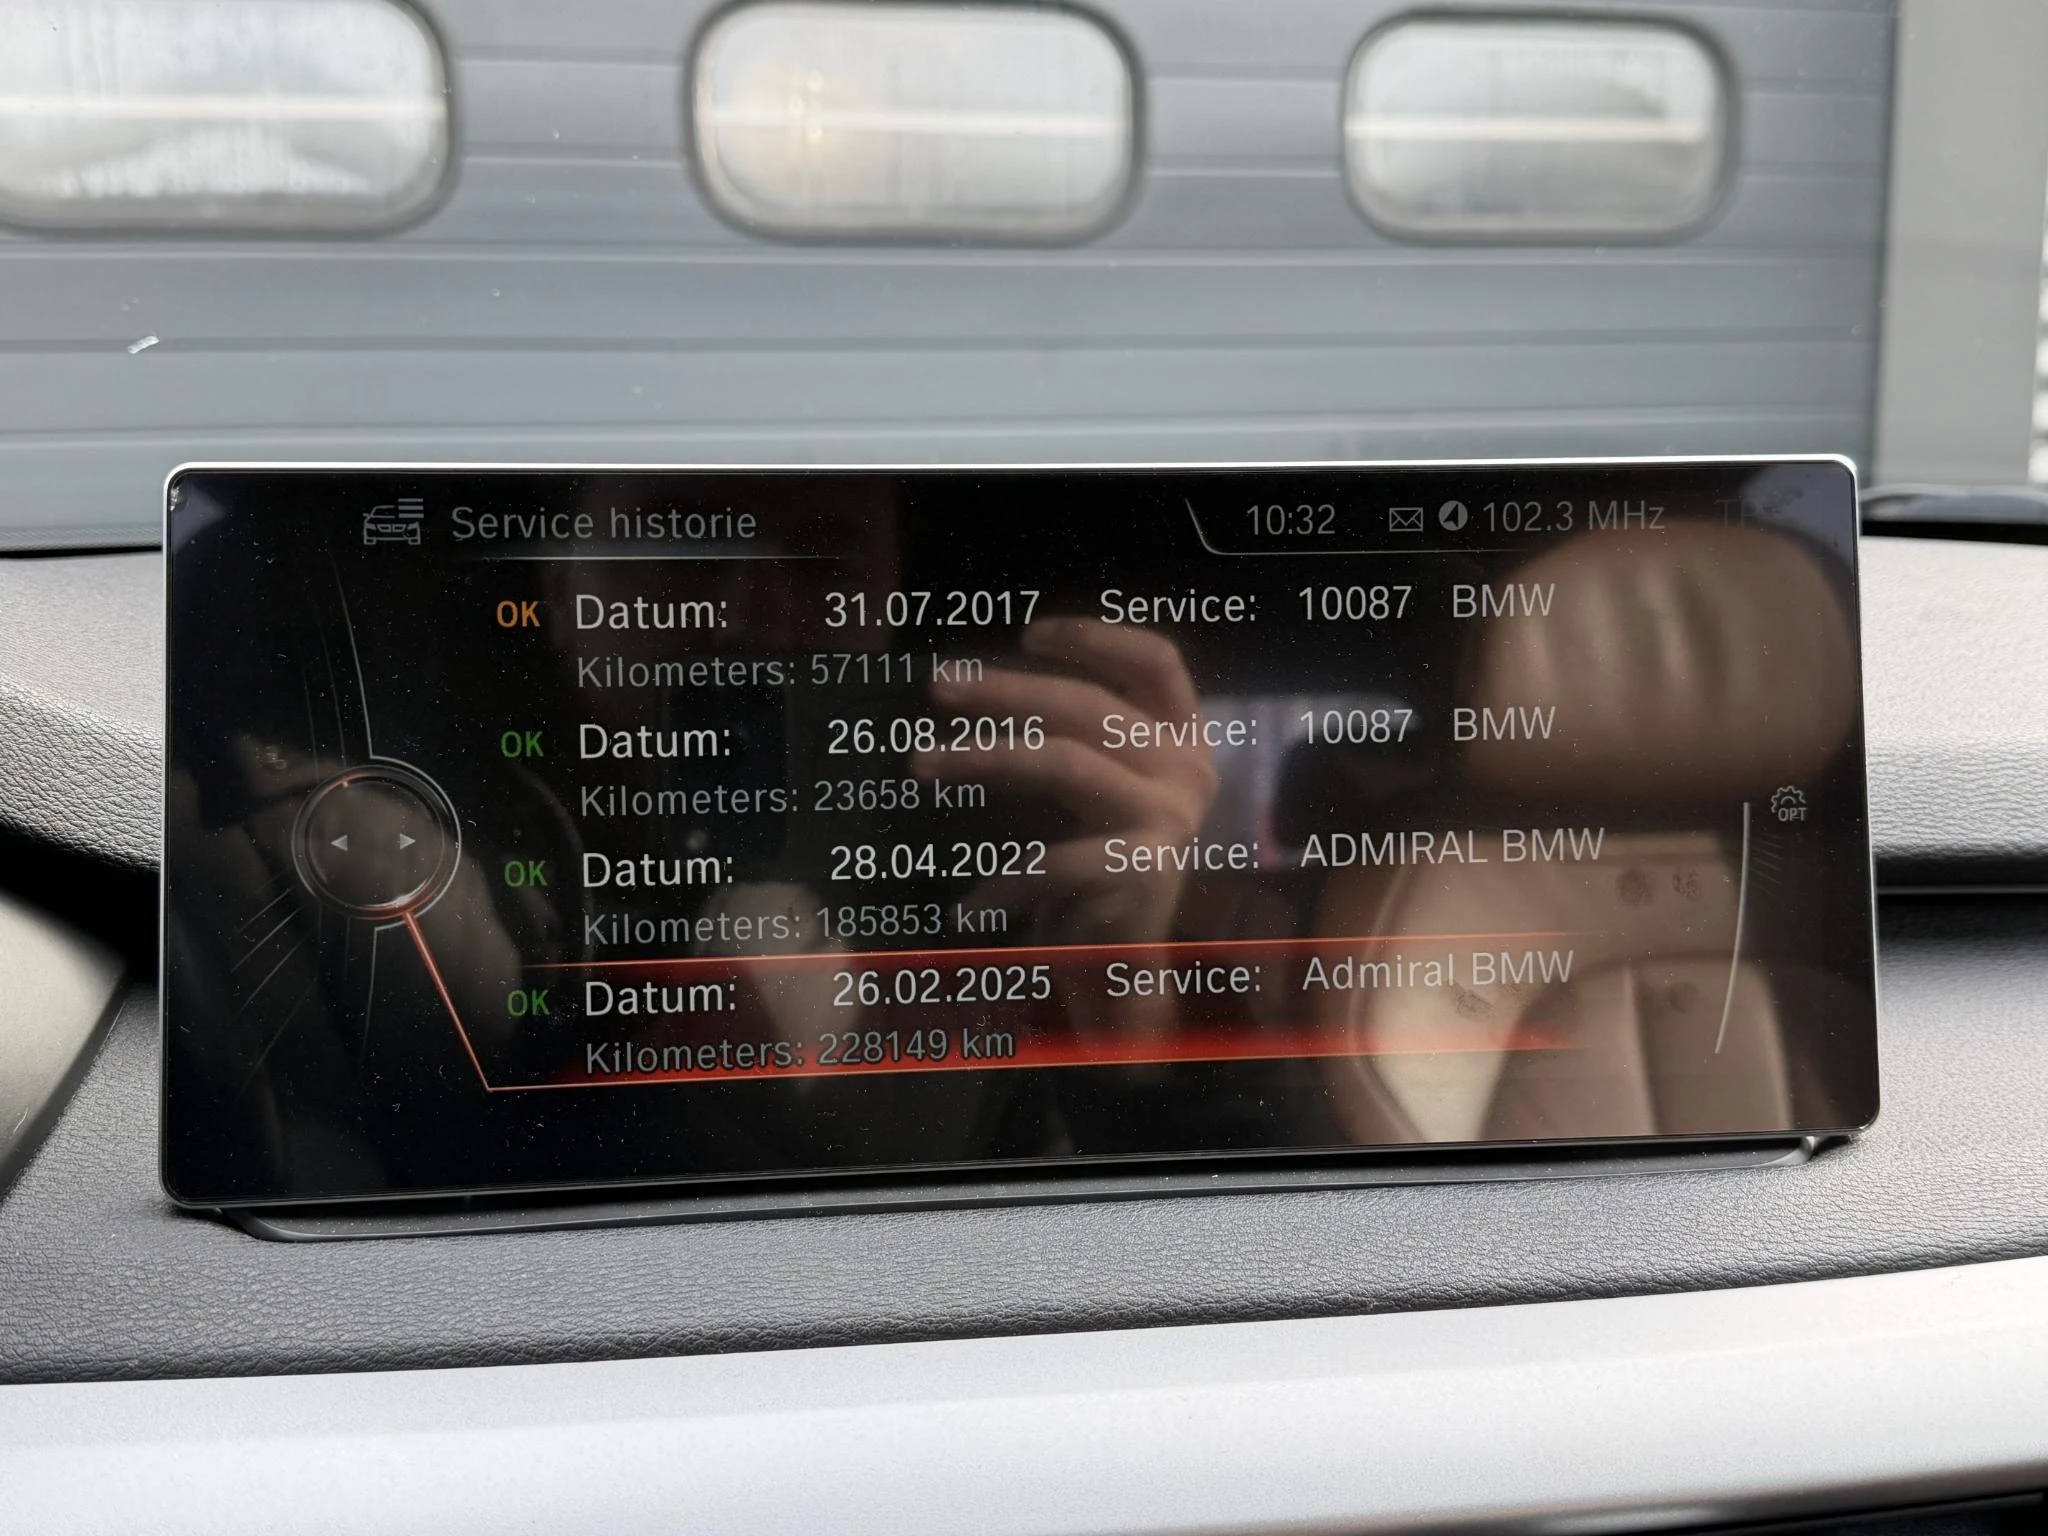 Service historie
10:32 102.3 MHz TP
OK Datum: 31.07.2017 Service: 10087 BMW
Kilometers: 57111 km
OK Datum: 26.08.2016 Service: 10087 BMW
Kilometers: 23658 km
OPT
OK Datum: 28.04.2022 Service: ADMIRAL BMW
Kilometers: 185853 km
OK Datum: 26.02.2025 Service: Admiral BMW
Kilometers: 228149 km